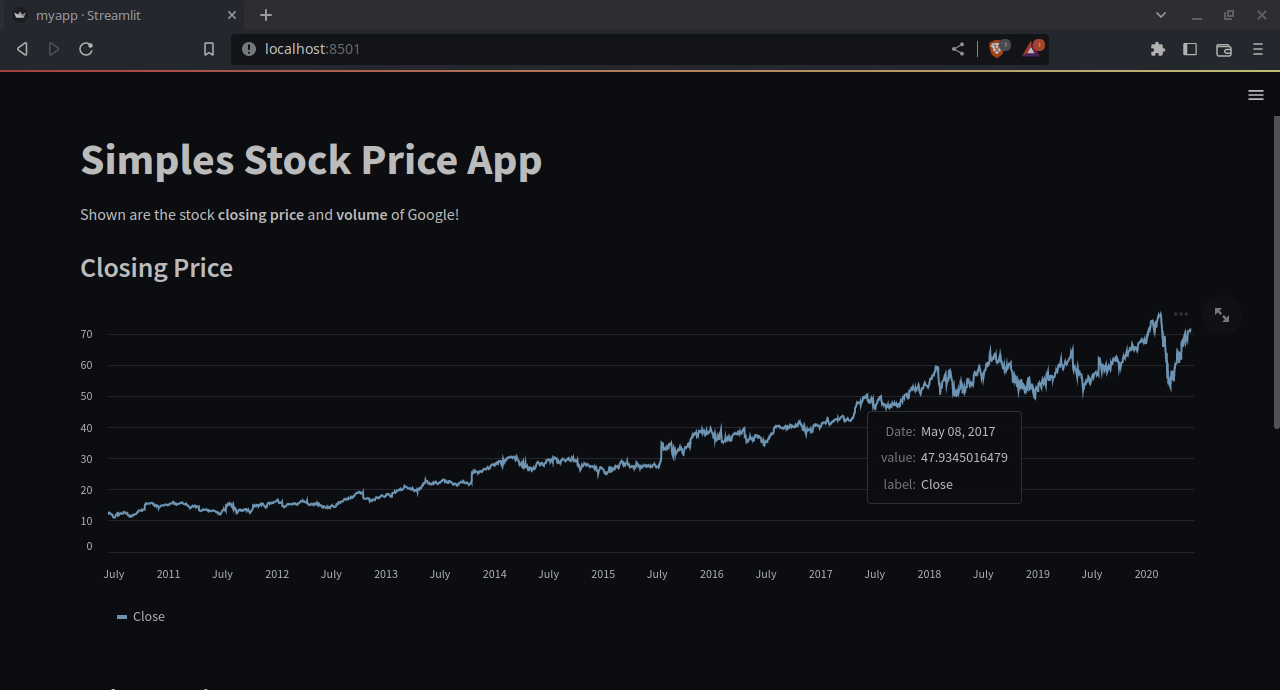 myapp · Streamlit
localhost:8501
Simples Stock Price App
Shown are the stock closing price and volume of Google!
Closing Price
70
60
50
40
30
20
10
0
Date: May 08, 2017
value: 47.9345016479
label: Close
July 2011 July 2012 July 2013 July 2014 July 2015 July 2016 July 2017 July 2018 July 2019 July 2020
Close